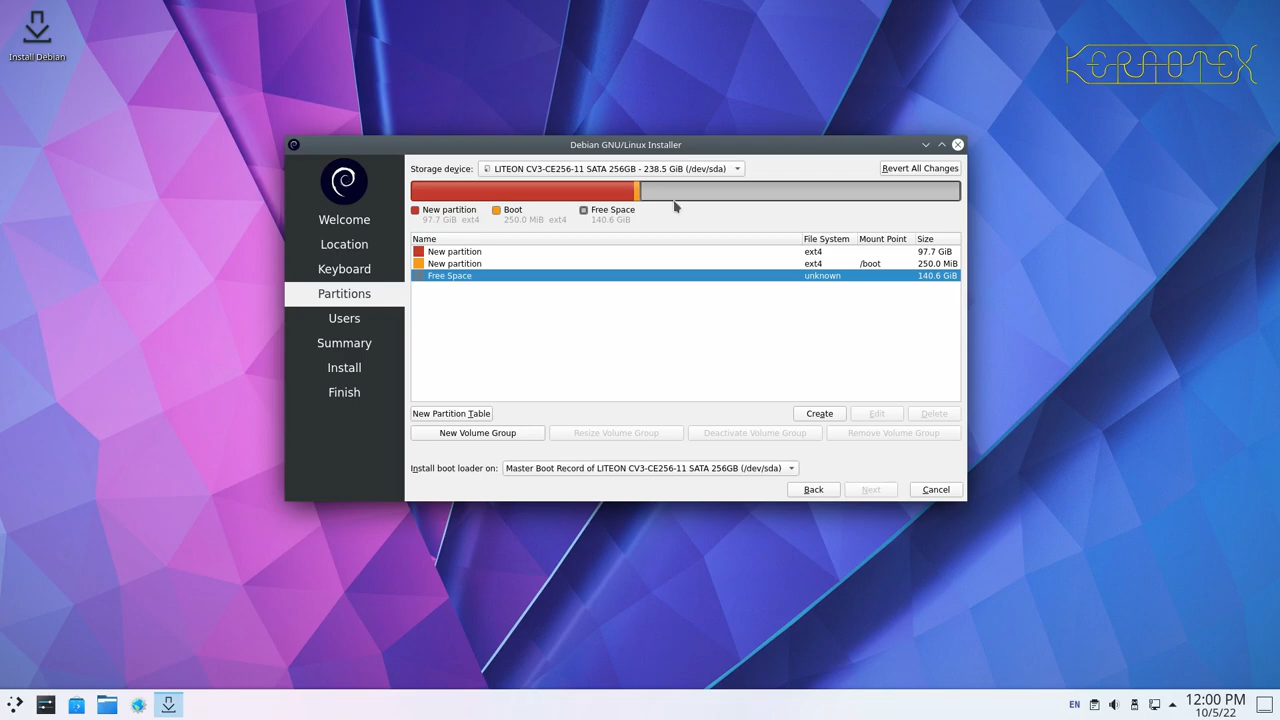 Install Debian
KERAOTEX
Debian GNU/Linux Installer
Storage device: LITEON CV3-CE256-11 SATA 256GB - 238.5 GiB (/dev/sda) Revert All Changes
New partition Boot Free Space
97.7 GiB ext4 250.0 MiB ext4 140.6 GiB
Welcome
Location
Keyboard
Partitions
Users
Summary
Install
Finish
Name File System Mount Point Size
New partition ext4 97.7 GiB
New partition ext4 /boot 250.0 MiB
Free Space unknown 140.6 GiB
New Partition Table Create Edit Delete
New Volume Group Resize Volume Group Deactivate Volume Group Remove Volume Group
Install boot loader on: Master Boot Record of LITEON CV3-CE256-11 SATA 256GB (/dev/sda)
Back Next Cancel
EN 12:00 PM
10/5/22